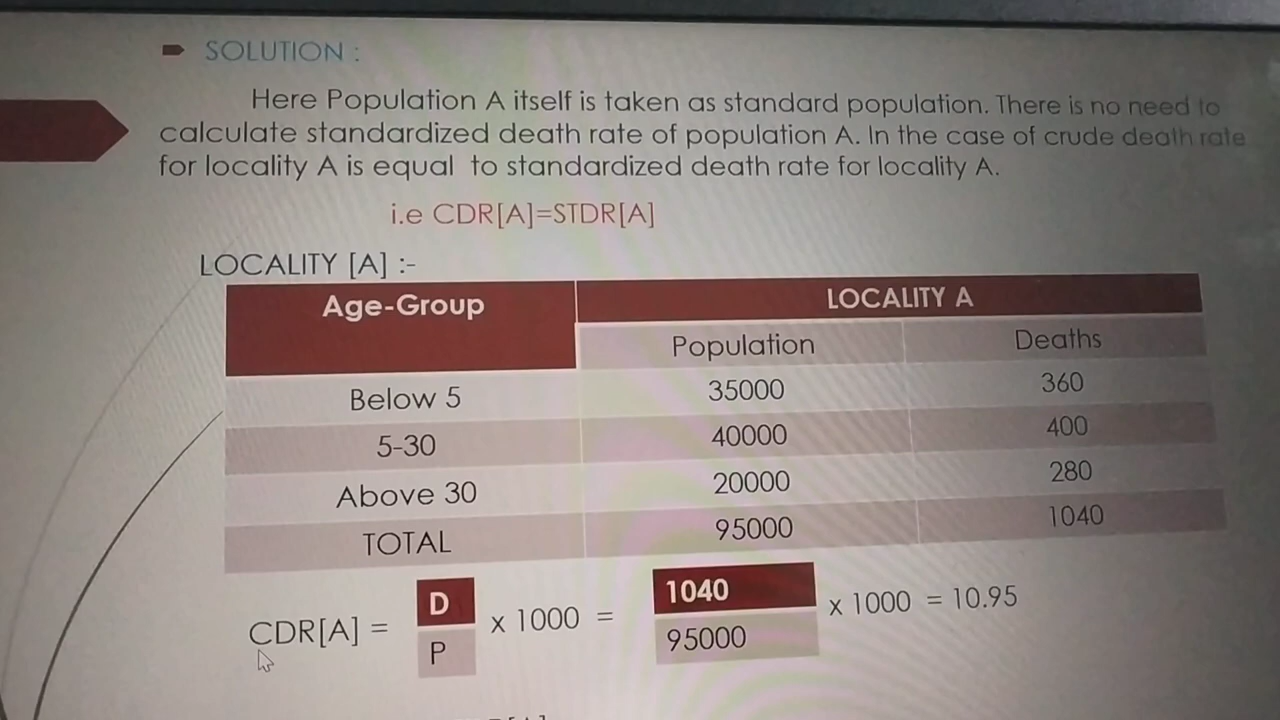 SOLUTION :
Here Population A itself is taken as standard population. There is no need to
calculate standardized death rate of population A. In the case of crude death rate
for locality A is equal to standardized death rate for locality A.
i.e CDR[A]=STDR[A]
LOCALITY [A] :-
Age-Group LOCALITY A
Population Deaths
Below 5 35000 360
5-30 40000 400
Above 30 20000 280
TOTAL 95000 1040
CDR[A] = D x 1000 = 1040 x 1000 = 10.95
P 95000